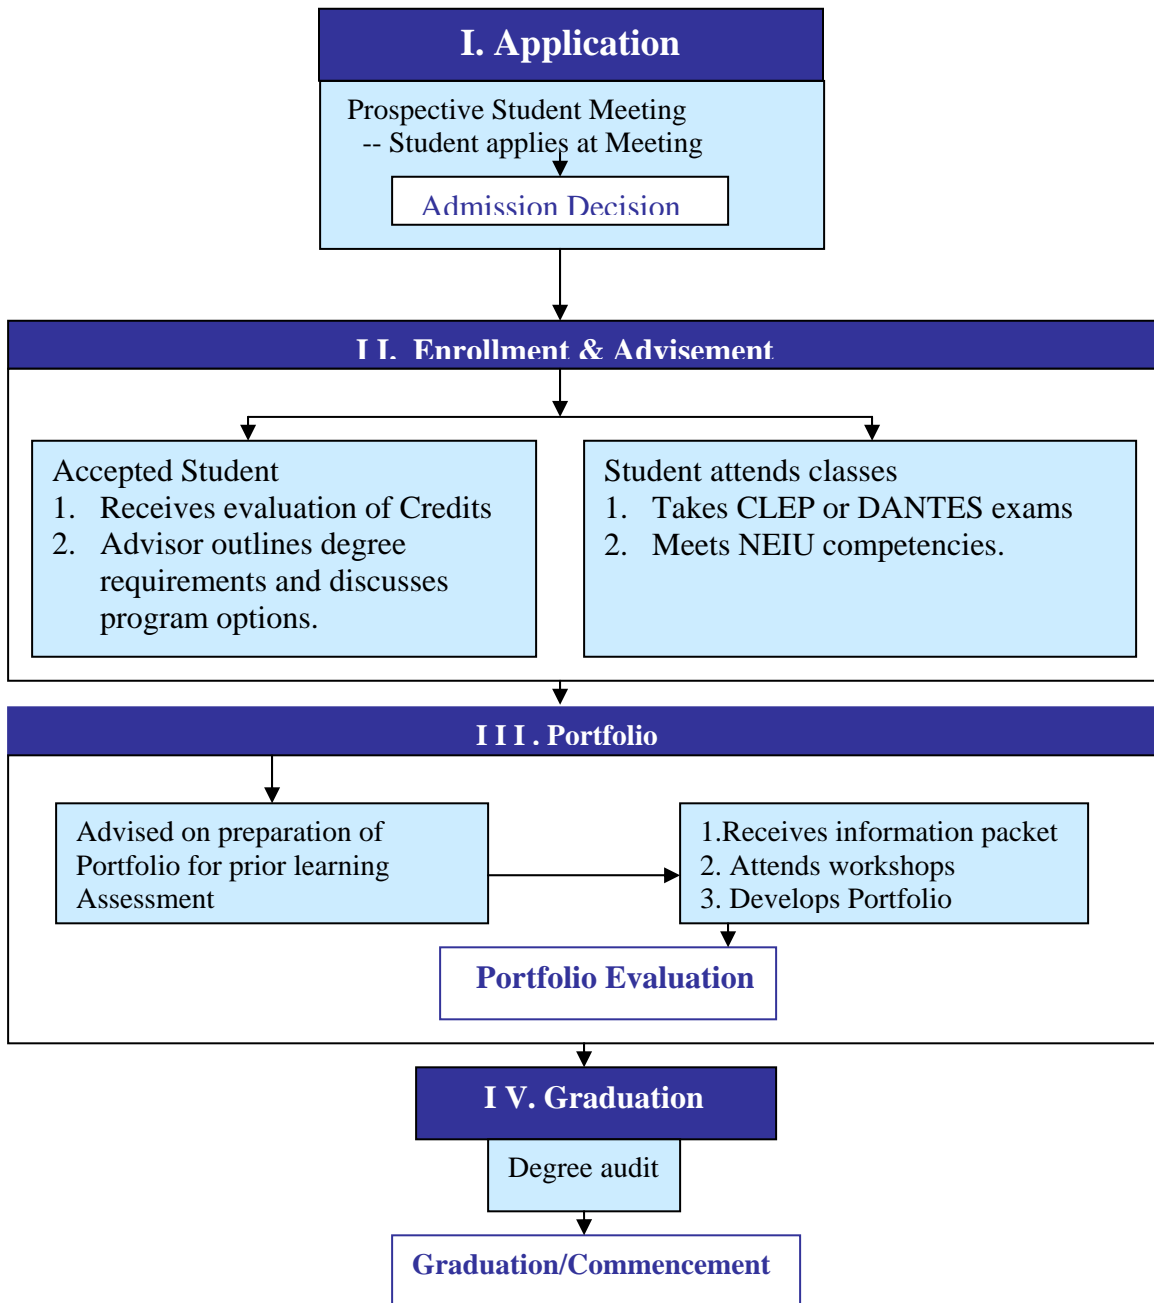 I. Application
Prospective Student Meeting
-- Student applies at Meeting
Admission Decision
I I. Enrollment & Advisement
Accepted Student
1. Receives evaluation of Credits
2. Advisor outlines degree
requirements and discusses
program options.
Student attends classes
1. Takes CLEP or DANTES exams
2. Meets NEIU competencies.
I I I . Portfolio
Advised on preparation of
Portfolio for prior learning
Assessment
1.Receives information packet
2. Attends workshops
3. Develops Portfolio
Portfolio Evaluation
I V. Graduation
Degree audit
Graduation/Commencement